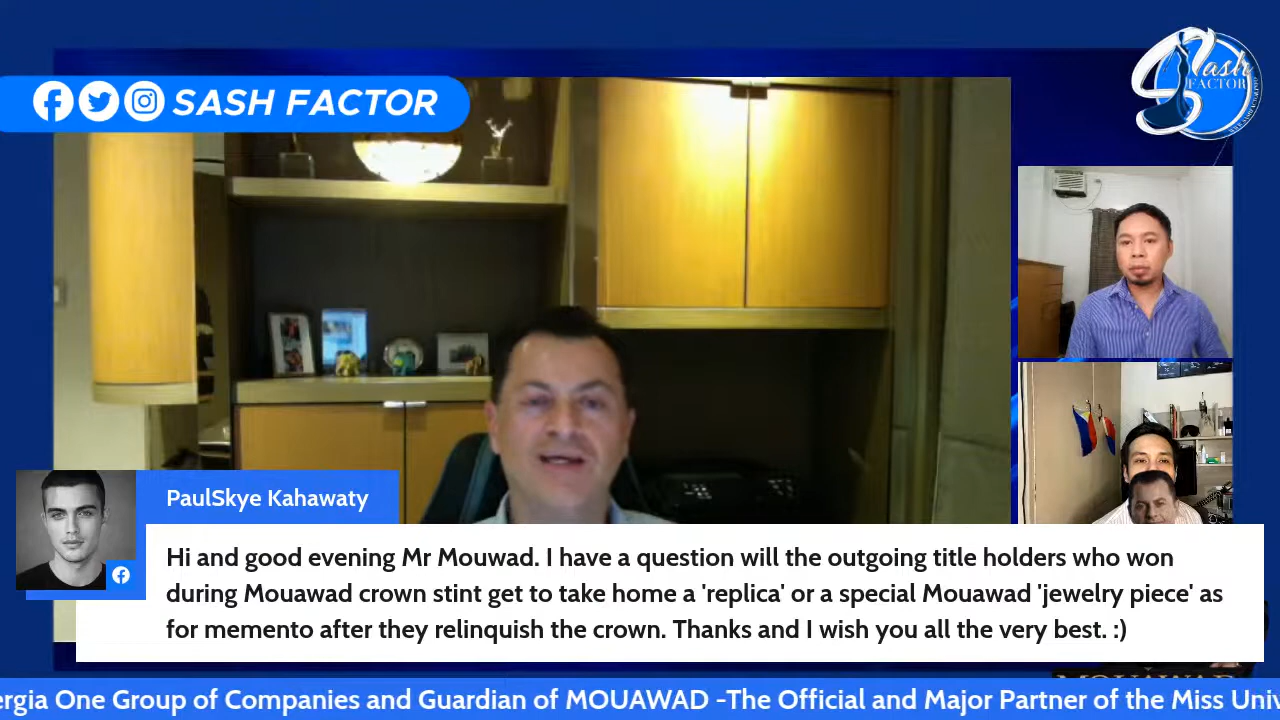 SASH FACTOR
Sash
FACTOR
PaulSkye Kahawaty
Hi and good evening Mr Mouwad. I have a question will the outgoing title holders who won
during Mouawad crown stint get to take home a 'replica' or a special Mouawad 'jewelry piece' as
for memento after they relinquish the crown. Thanks and I wish you all the very best. :)
MOUAWAD
ergia One Group of Companies and Guardian of MOUAWAD -The Official and Major Partner of the Miss Univ